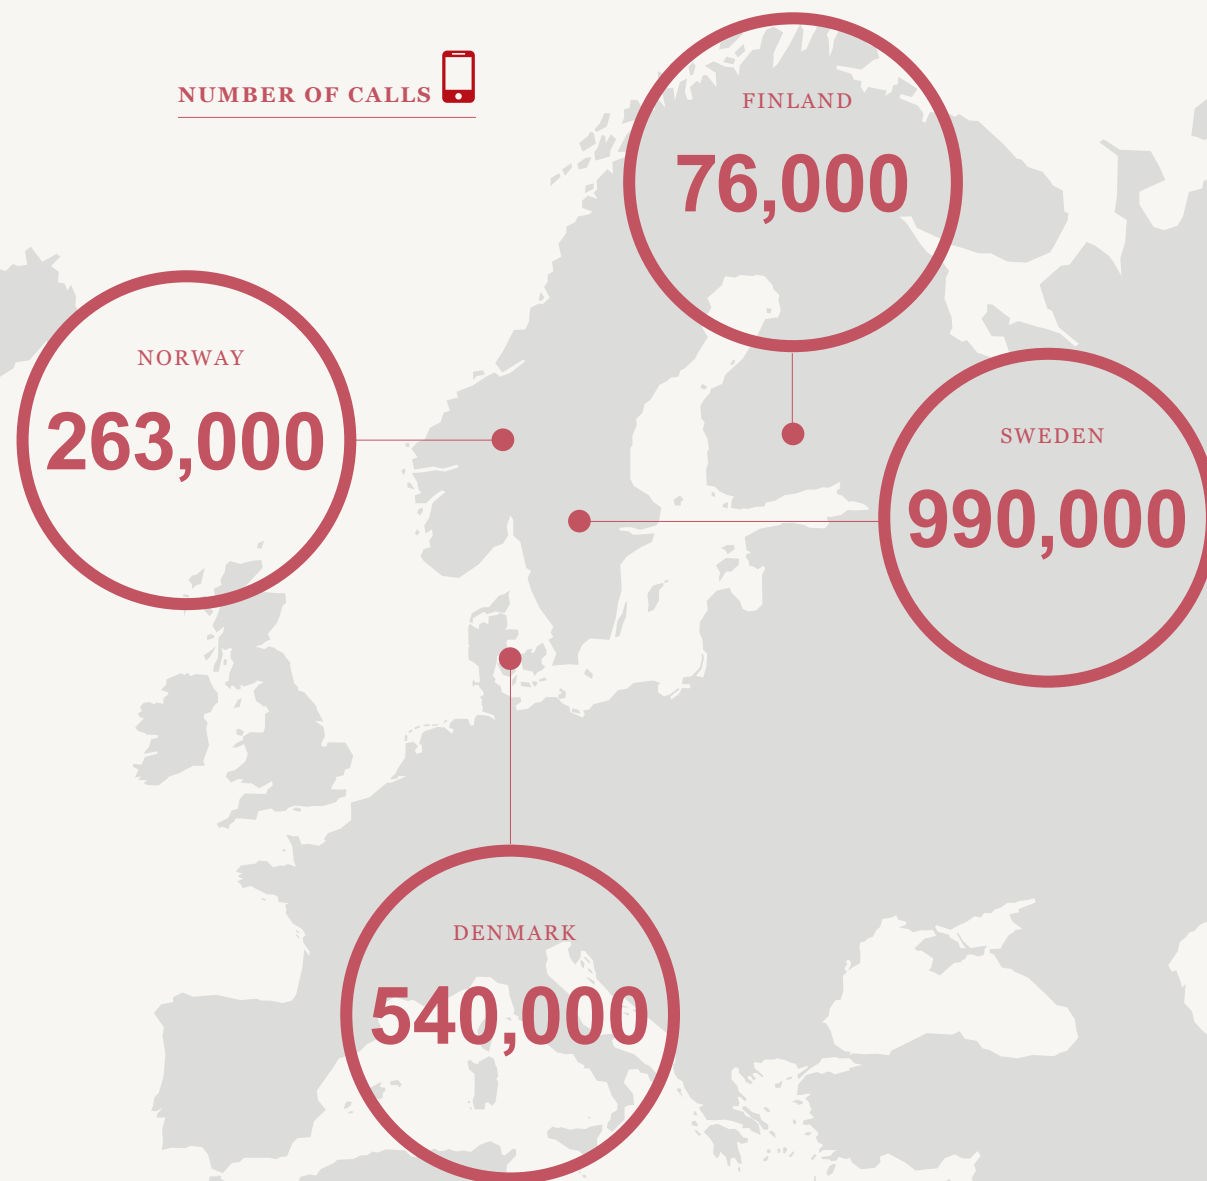 NUMBER OF CALLS
FINLAND
76,000
NORWAY
263,000
SWEDEN
990,000
DENMARK
540,000